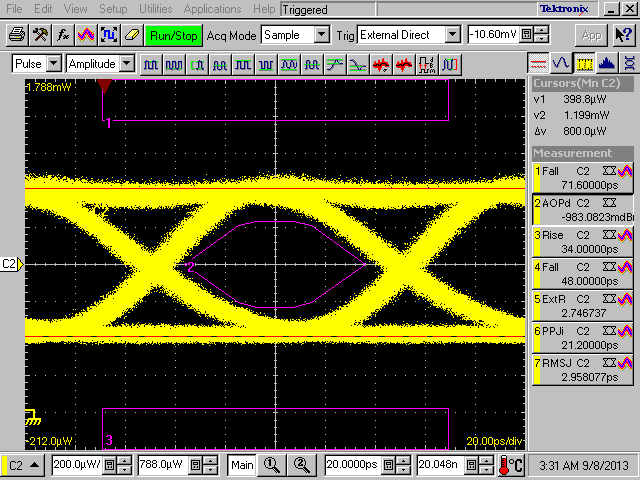 File Edit View Setup Utilities Applications Help Triggered Tektronix
Run/Stop Acq Mode Sample Trig External Direct -10.60mV App
Pulse Amplitude
1.788mW
1
C2
2
3
-212.0µW
20.00ps/div
Cursors(Mn C2)
v1 398.8µW
v2 1.199mW
Δv 800.0µW
Measurement
1 Fall C2
71.60000ps
2 AOPd C2
-983.0823mdBr
3 Rise C2
34.00000ps
4 Fall C2
48.00000ps
5 ExtR C2
2.746737
6 PPJi C2
21.20000ps
7 RMSJ C2
2.958077ps
C2 200.0µW 788.0µW Main 1 2 20.0000ps 20.048n °C 3:31 AM 9/8/2013